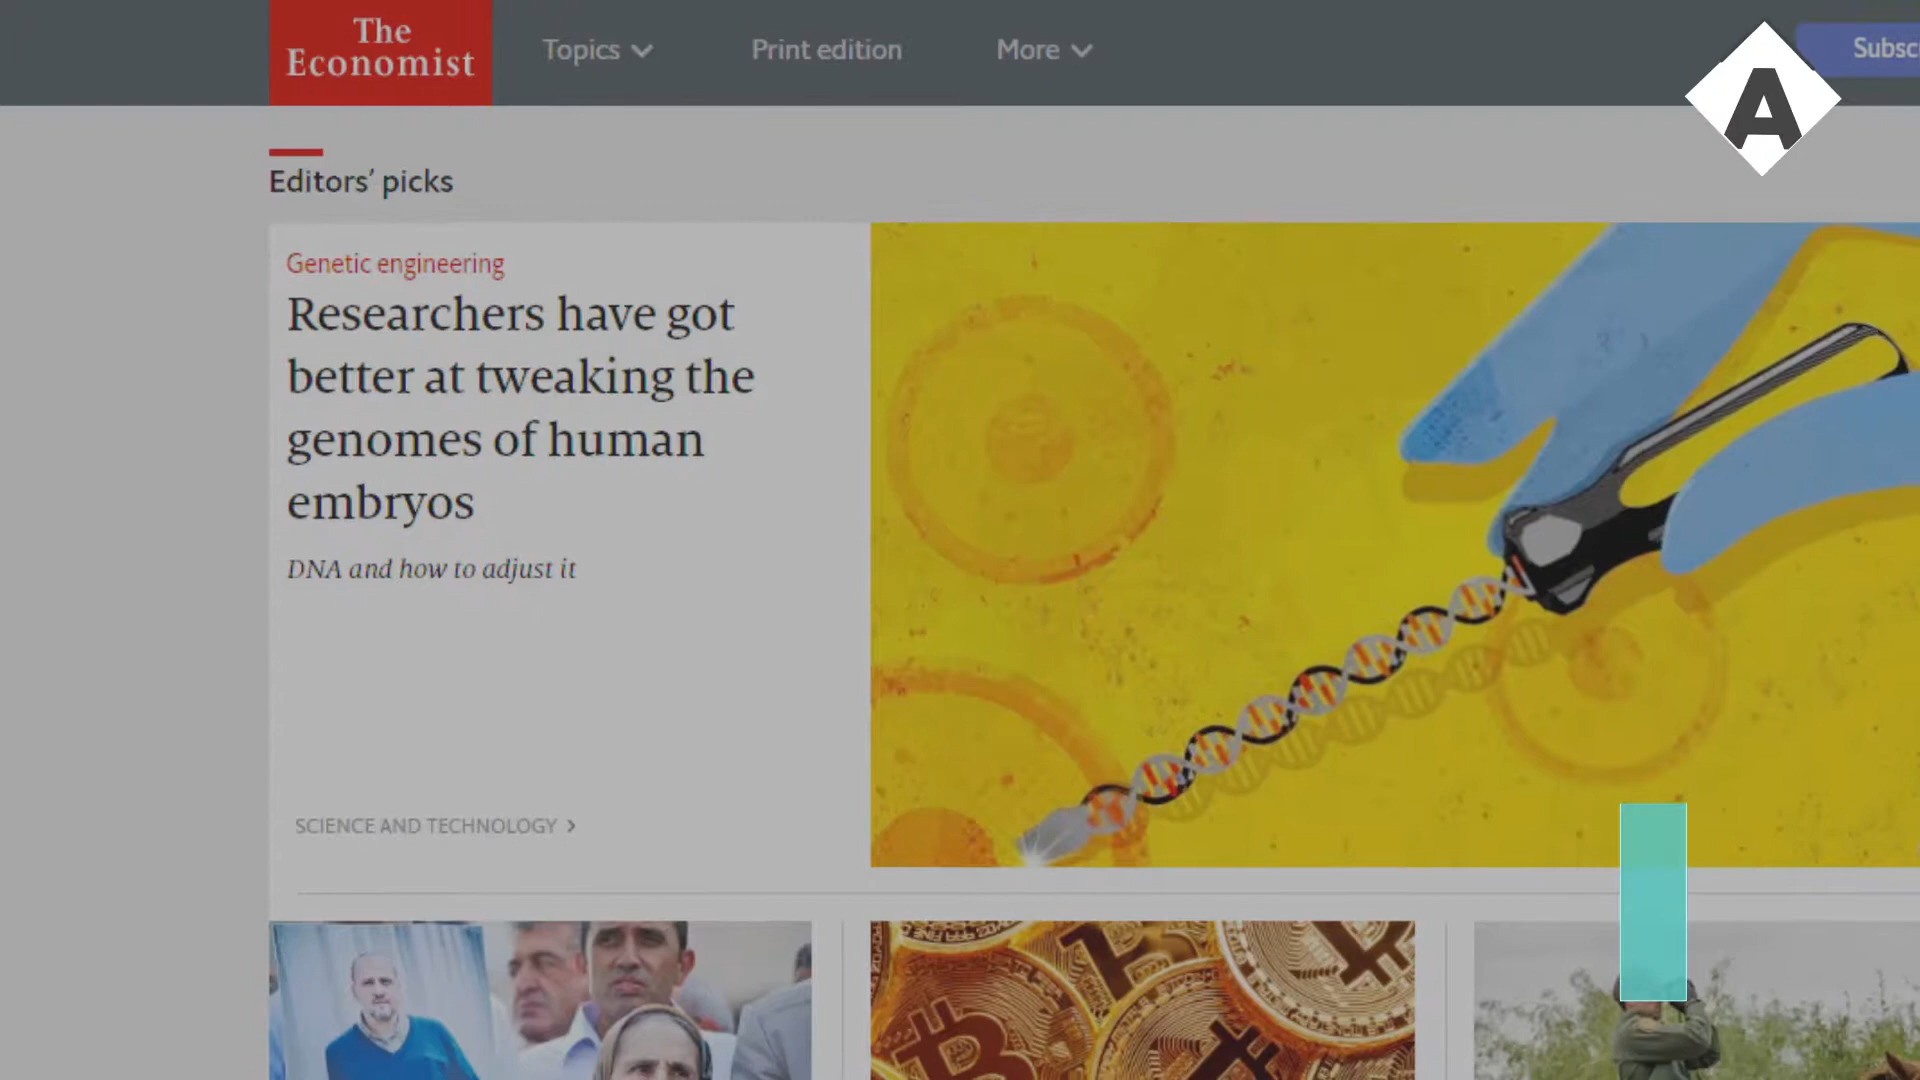 The
Economist
Topics
Print edition
More
Subsc
A
Editors’ picks
Genetic engineering
Researchers have got
better at tweaking the
genomes of human
embryos
DNA and how to adjust it
SCIENCE AND TECHNOLOGY